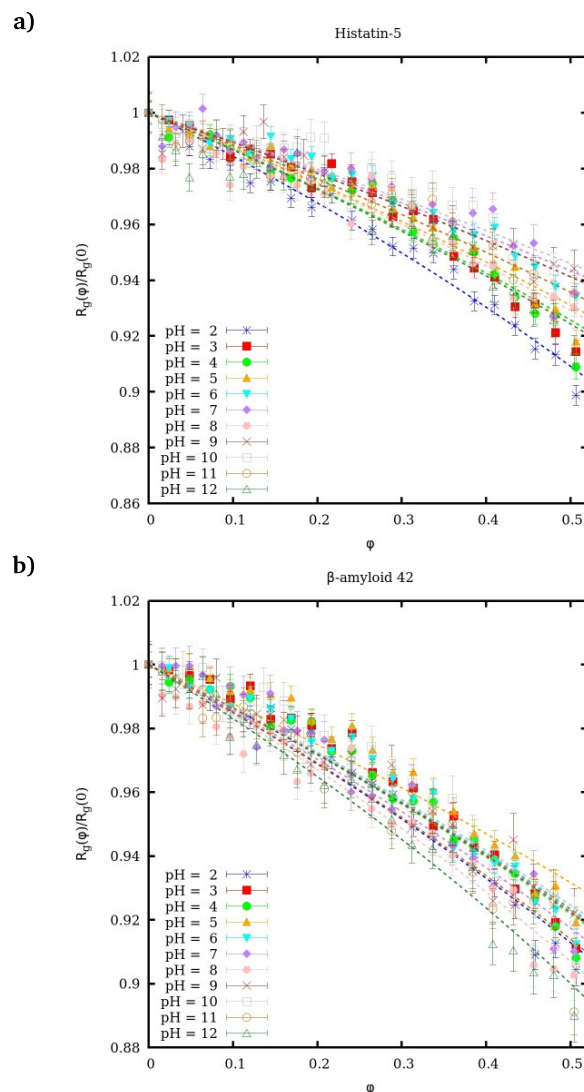 a)
Histatin-5
1.02
1
0.98
0.96
0.94
0.92
0.9
0.88
0.86
Rg(φ)/Rg(0)
pH = 2
pH = 3
pH = 4
pH = 5
pH = 6
pH = 7
pH = 8
pH = 9
pH = 10
pH = 11
pH = 12
0 0.1 0.2 0.3 0.4 0.5
φ
b)
β-amyloid 42
1.02
1
0.98
0.96
0.94
0.92
0.9
0.88
Rg(φ)/Rg(0)
pH = 2
pH = 3
pH = 4
pH = 5
pH = 6
pH = 7
pH = 8
pH = 9
pH = 10
pH = 11
pH = 12
0 0.1 0.2 0.3 0.4 0.5
φ